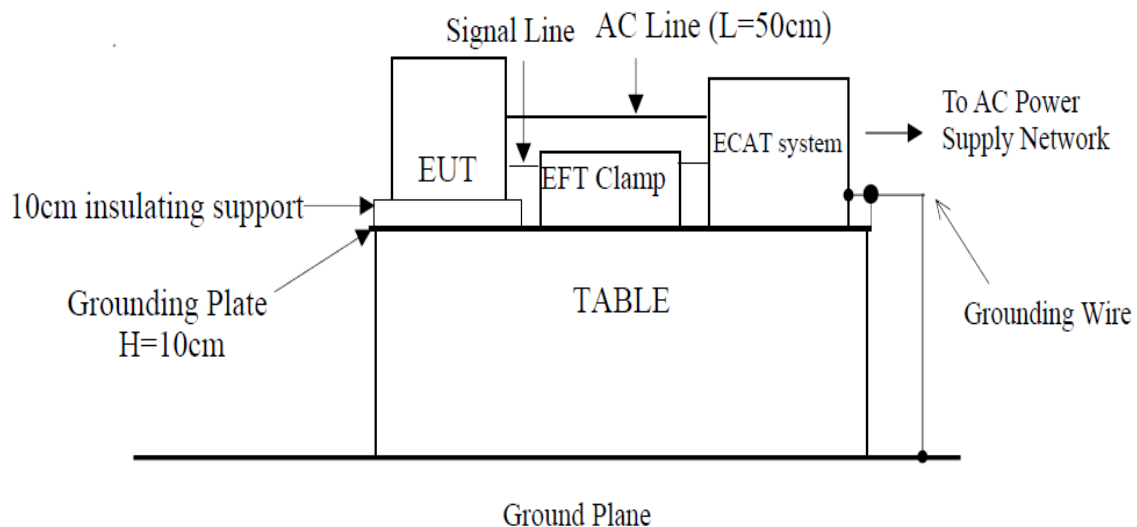 Signal Line
AC Line (L=50cm)
To AC Power
Supply Network
ECAT system
EUT
EFT Clamp
10cm insulating support
Grounding Plate
H=10cm
TABLE
Grounding Wire
Ground Plane